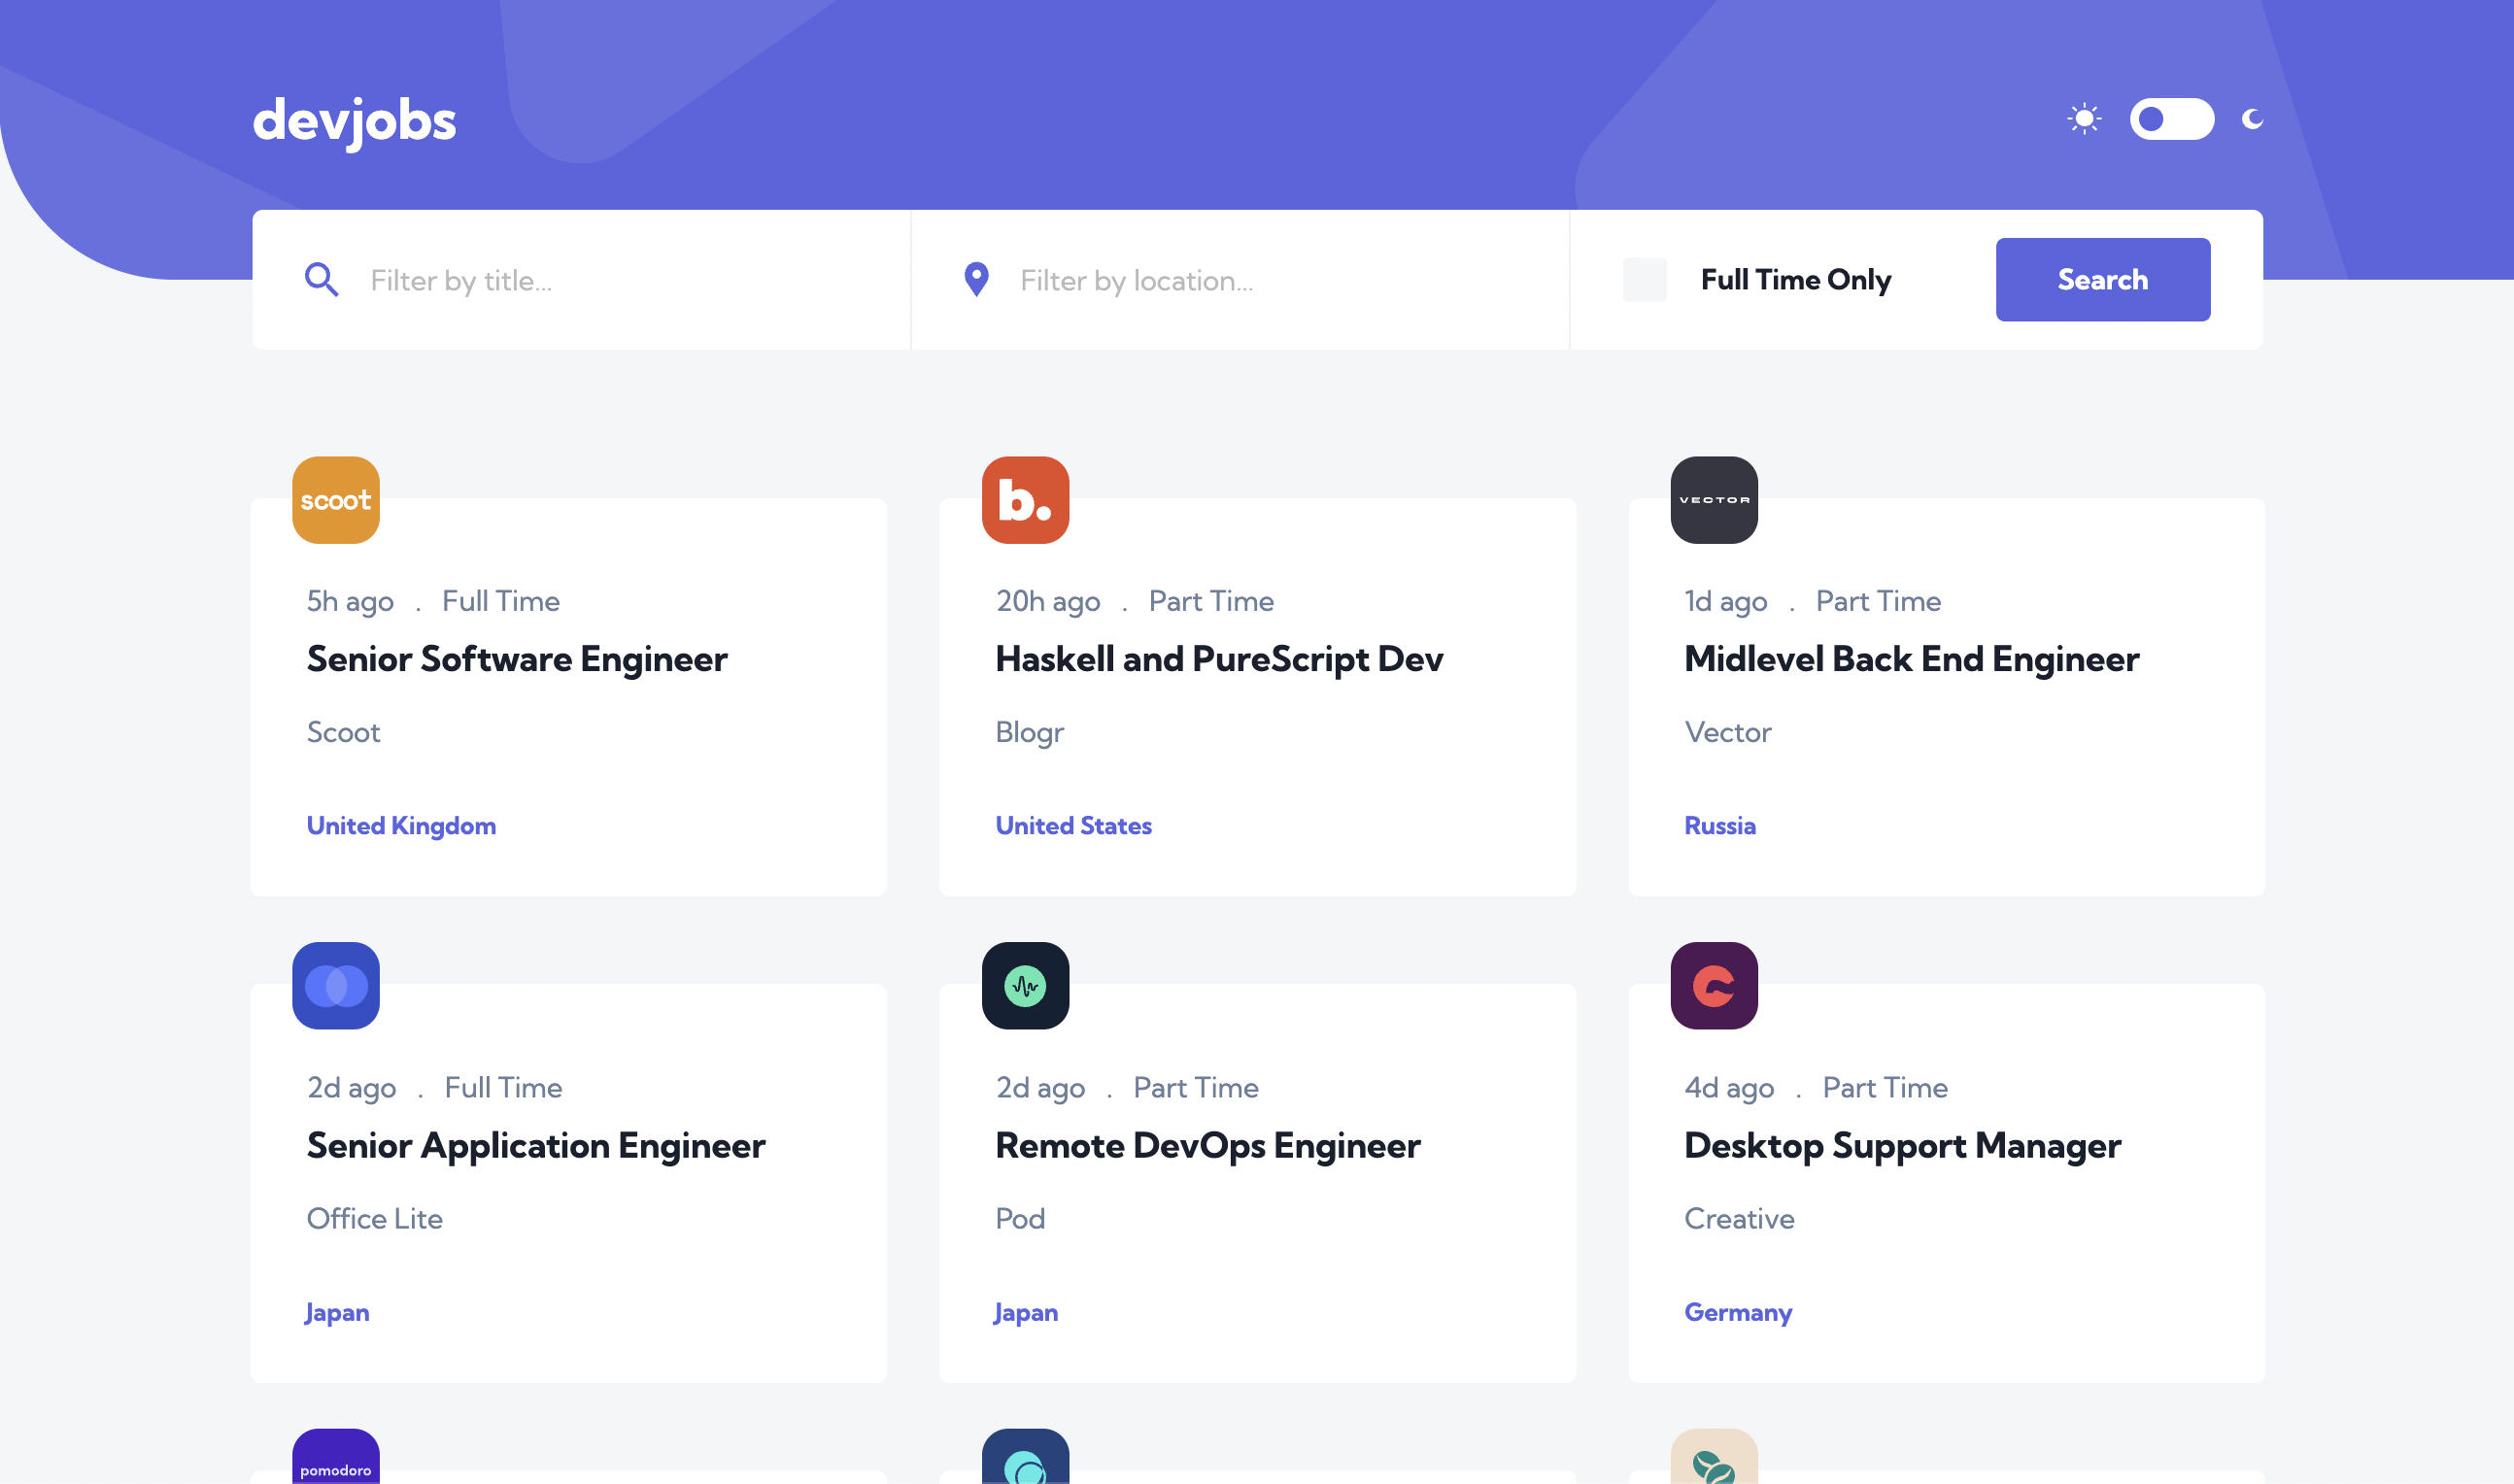 devjobs
Filter by title...
Filter by location...
Full Time Only
Search
scoot
5h ago . Full Time
Senior Software Engineer
Scoot
United Kingdom
b.
20h ago . Part Time
Haskell and PureScript Dev
Blogr
United States
VECTOR
1d ago . Part Time
Midlevel Back End Engineer
Vector
Russia
2d ago . Full Time
Senior Application Engineer
Office Lite
Japan
2d ago . Part Time
Remote DevOps Engineer
Pod
Japan
4d ago . Part Time
Desktop Support Manager
Creative
Germany
pomodoro